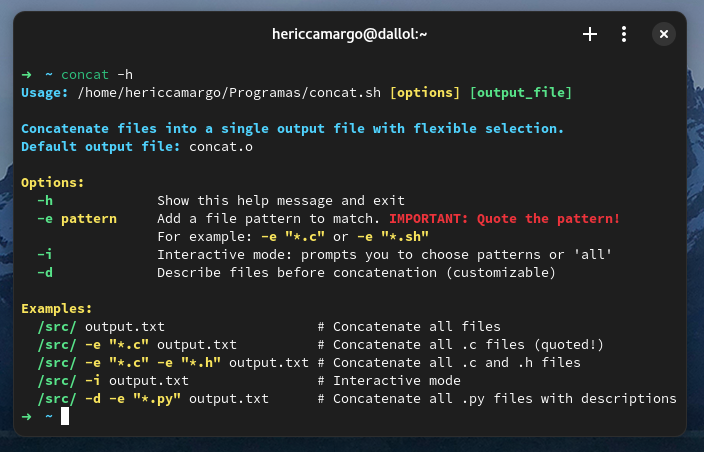 hericcamargo@dallol:~
→ ~ concat -h
Usage: /home/hericcamargo/Programas/concat.sh [options] [output_file]
Concatenate files into a single output file with flexible selection.
Default output file: concat.o
Options:
-h Show this help message and exit
-e pattern Add a file pattern to match. IMPORTANT: Quote the pattern!
For example: -e "*.c" or -e "*.sh"
-i Interactive mode: prompts you to choose patterns or 'all'
-d Describe files before concatenation (customizable)
Examples:
/src/ output.txt # Concatenate all files
/src/ -e "*.c" output.txt # Concatenate all .c files (quoted!)
/src/ -e "*.c" -e "*.h" output.txt # Concatenate all .c and .h files
/src/ -i output.txt # Interactive mode
/src/ -d -e "*.py" output.txt # Concatenate all .py files with descriptions
→ ~